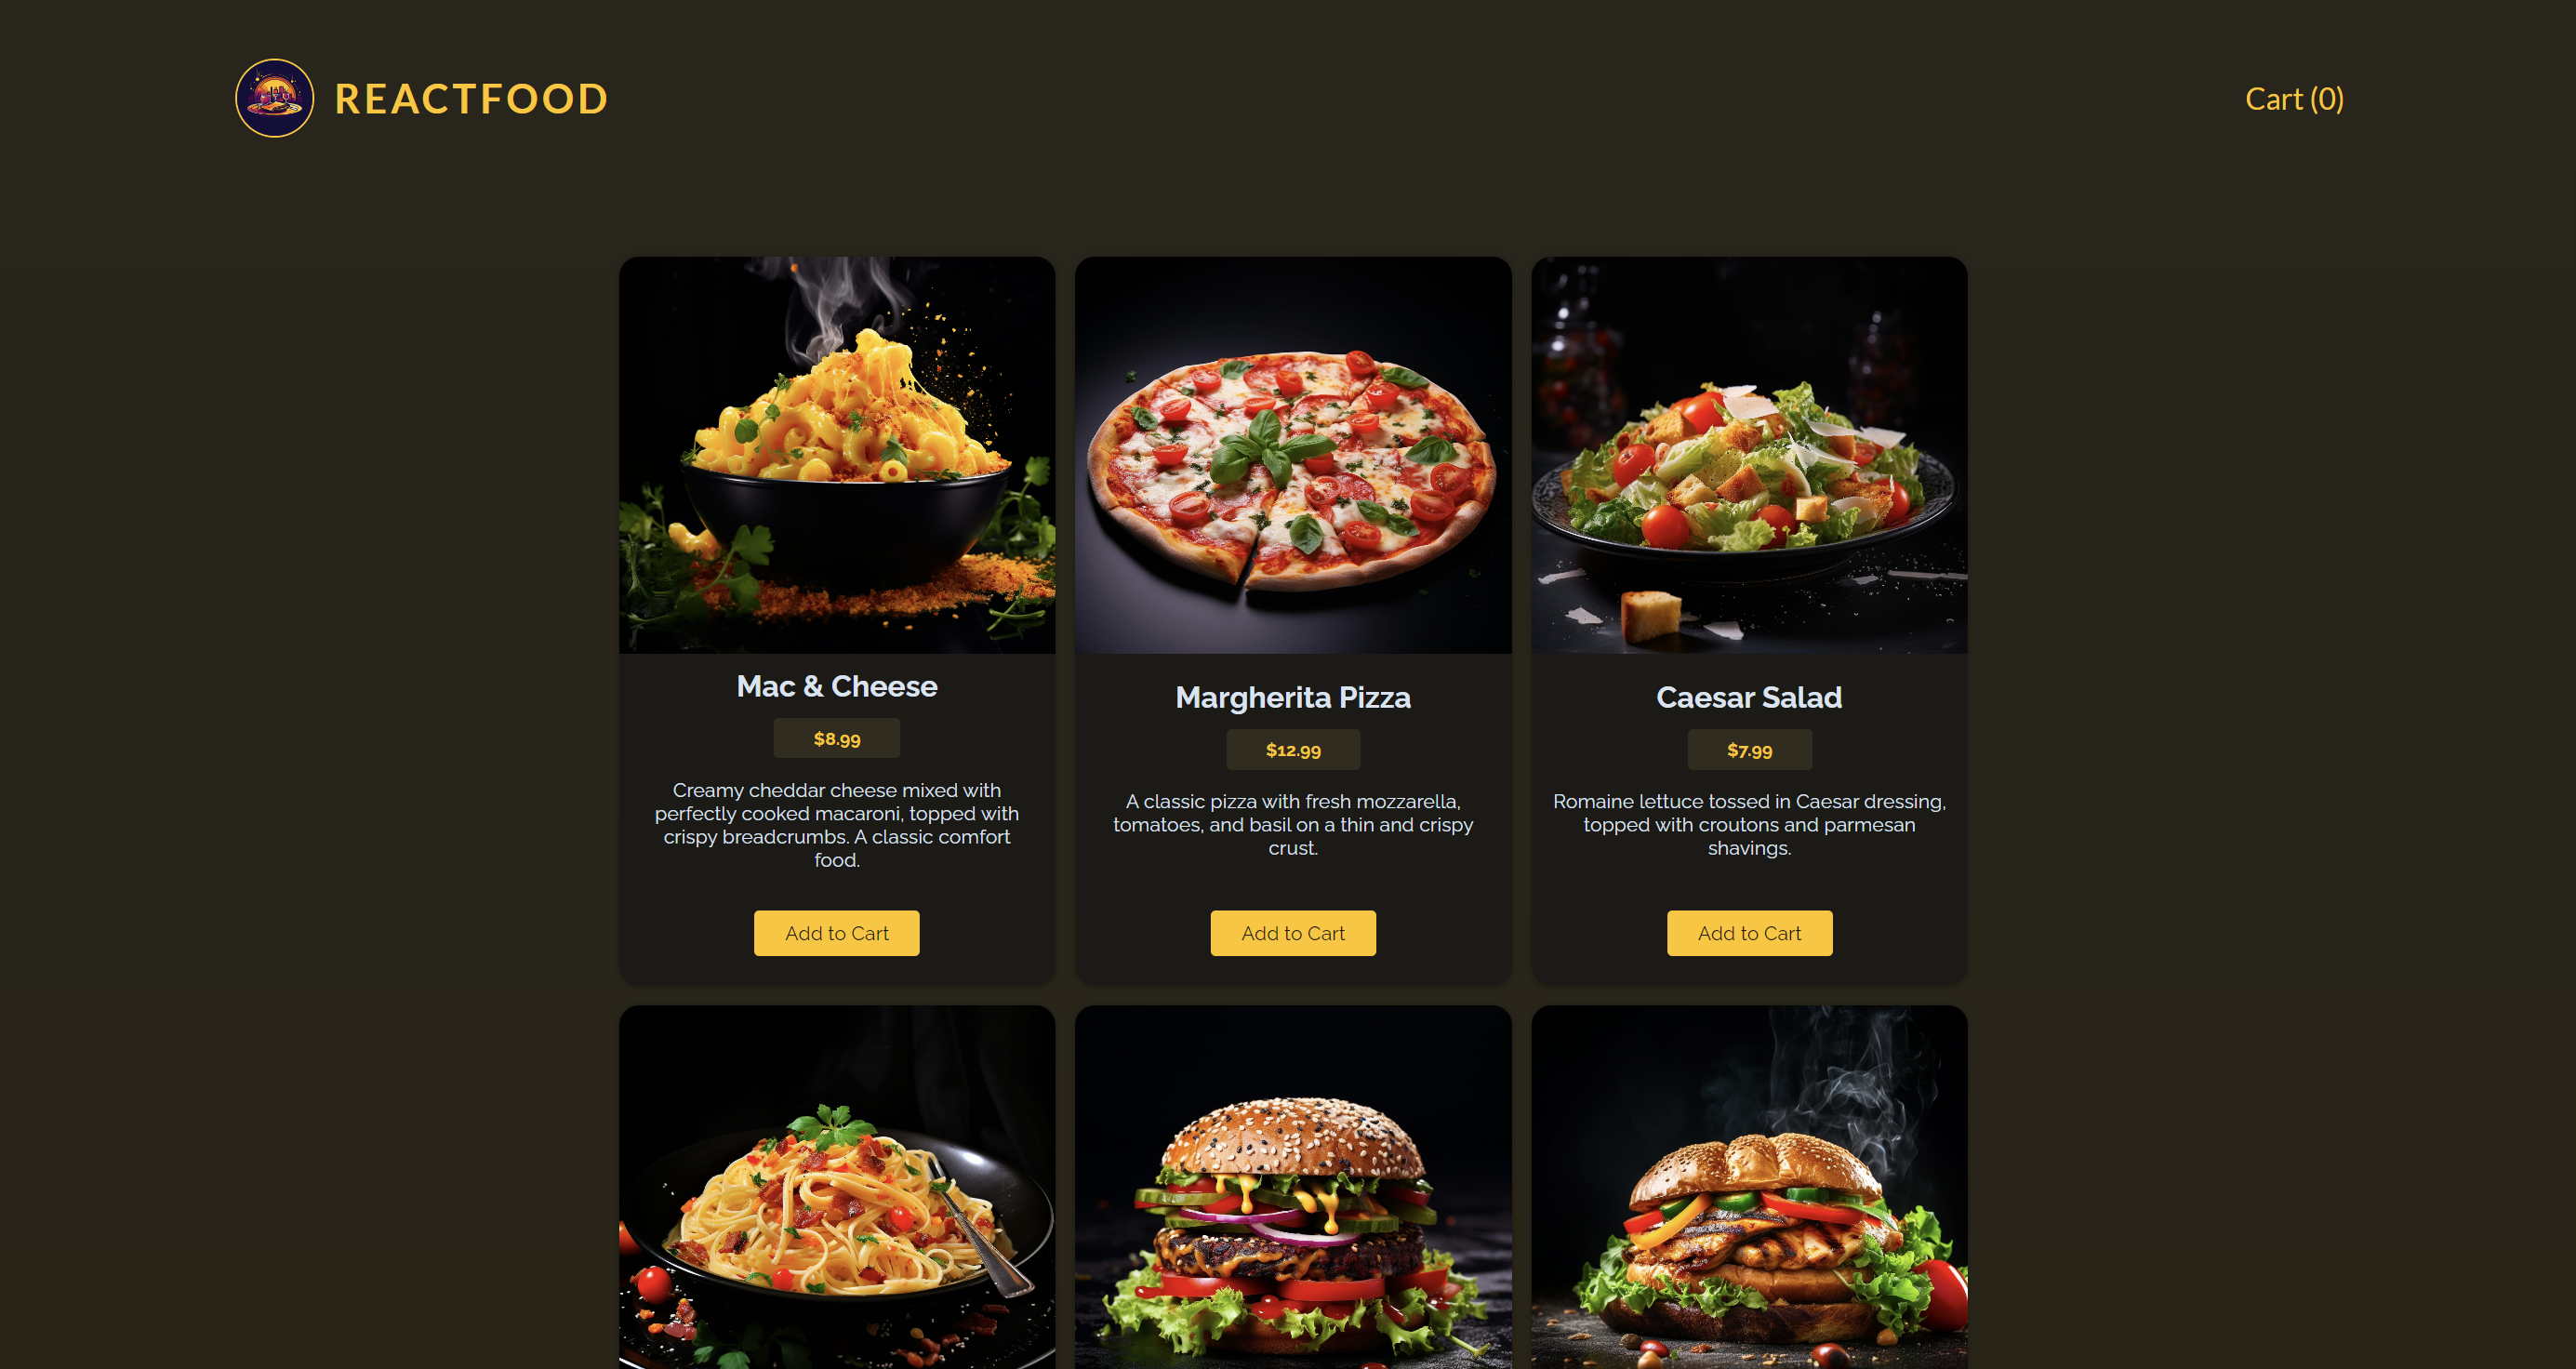 REACTFOOD
Cart (0)
Mac & Cheese
$8.99
Creamy cheddar cheese mixed with
perfectly cooked macaroni, topped with
crispy breadcrumbs. A classic comfort
food.
Add to Cart
Margherita Pizza
$12.99
A classic pizza with fresh mozzarella,
tomatoes, and basil on a thin and crispy
crust.
Add to Cart
Caesar Salad
$7.99
Romaine lettuce tossed in Caesar dressing,
topped with croutons and parmesan
shavings.
Add to Cart